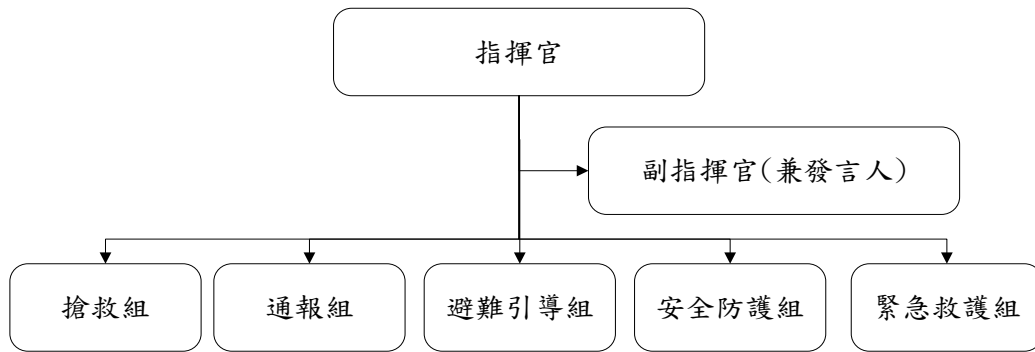 指揮官
副指揮官(兼發言人)
搶救組
通報組
避難引導組
安全防護組
緊急救護組